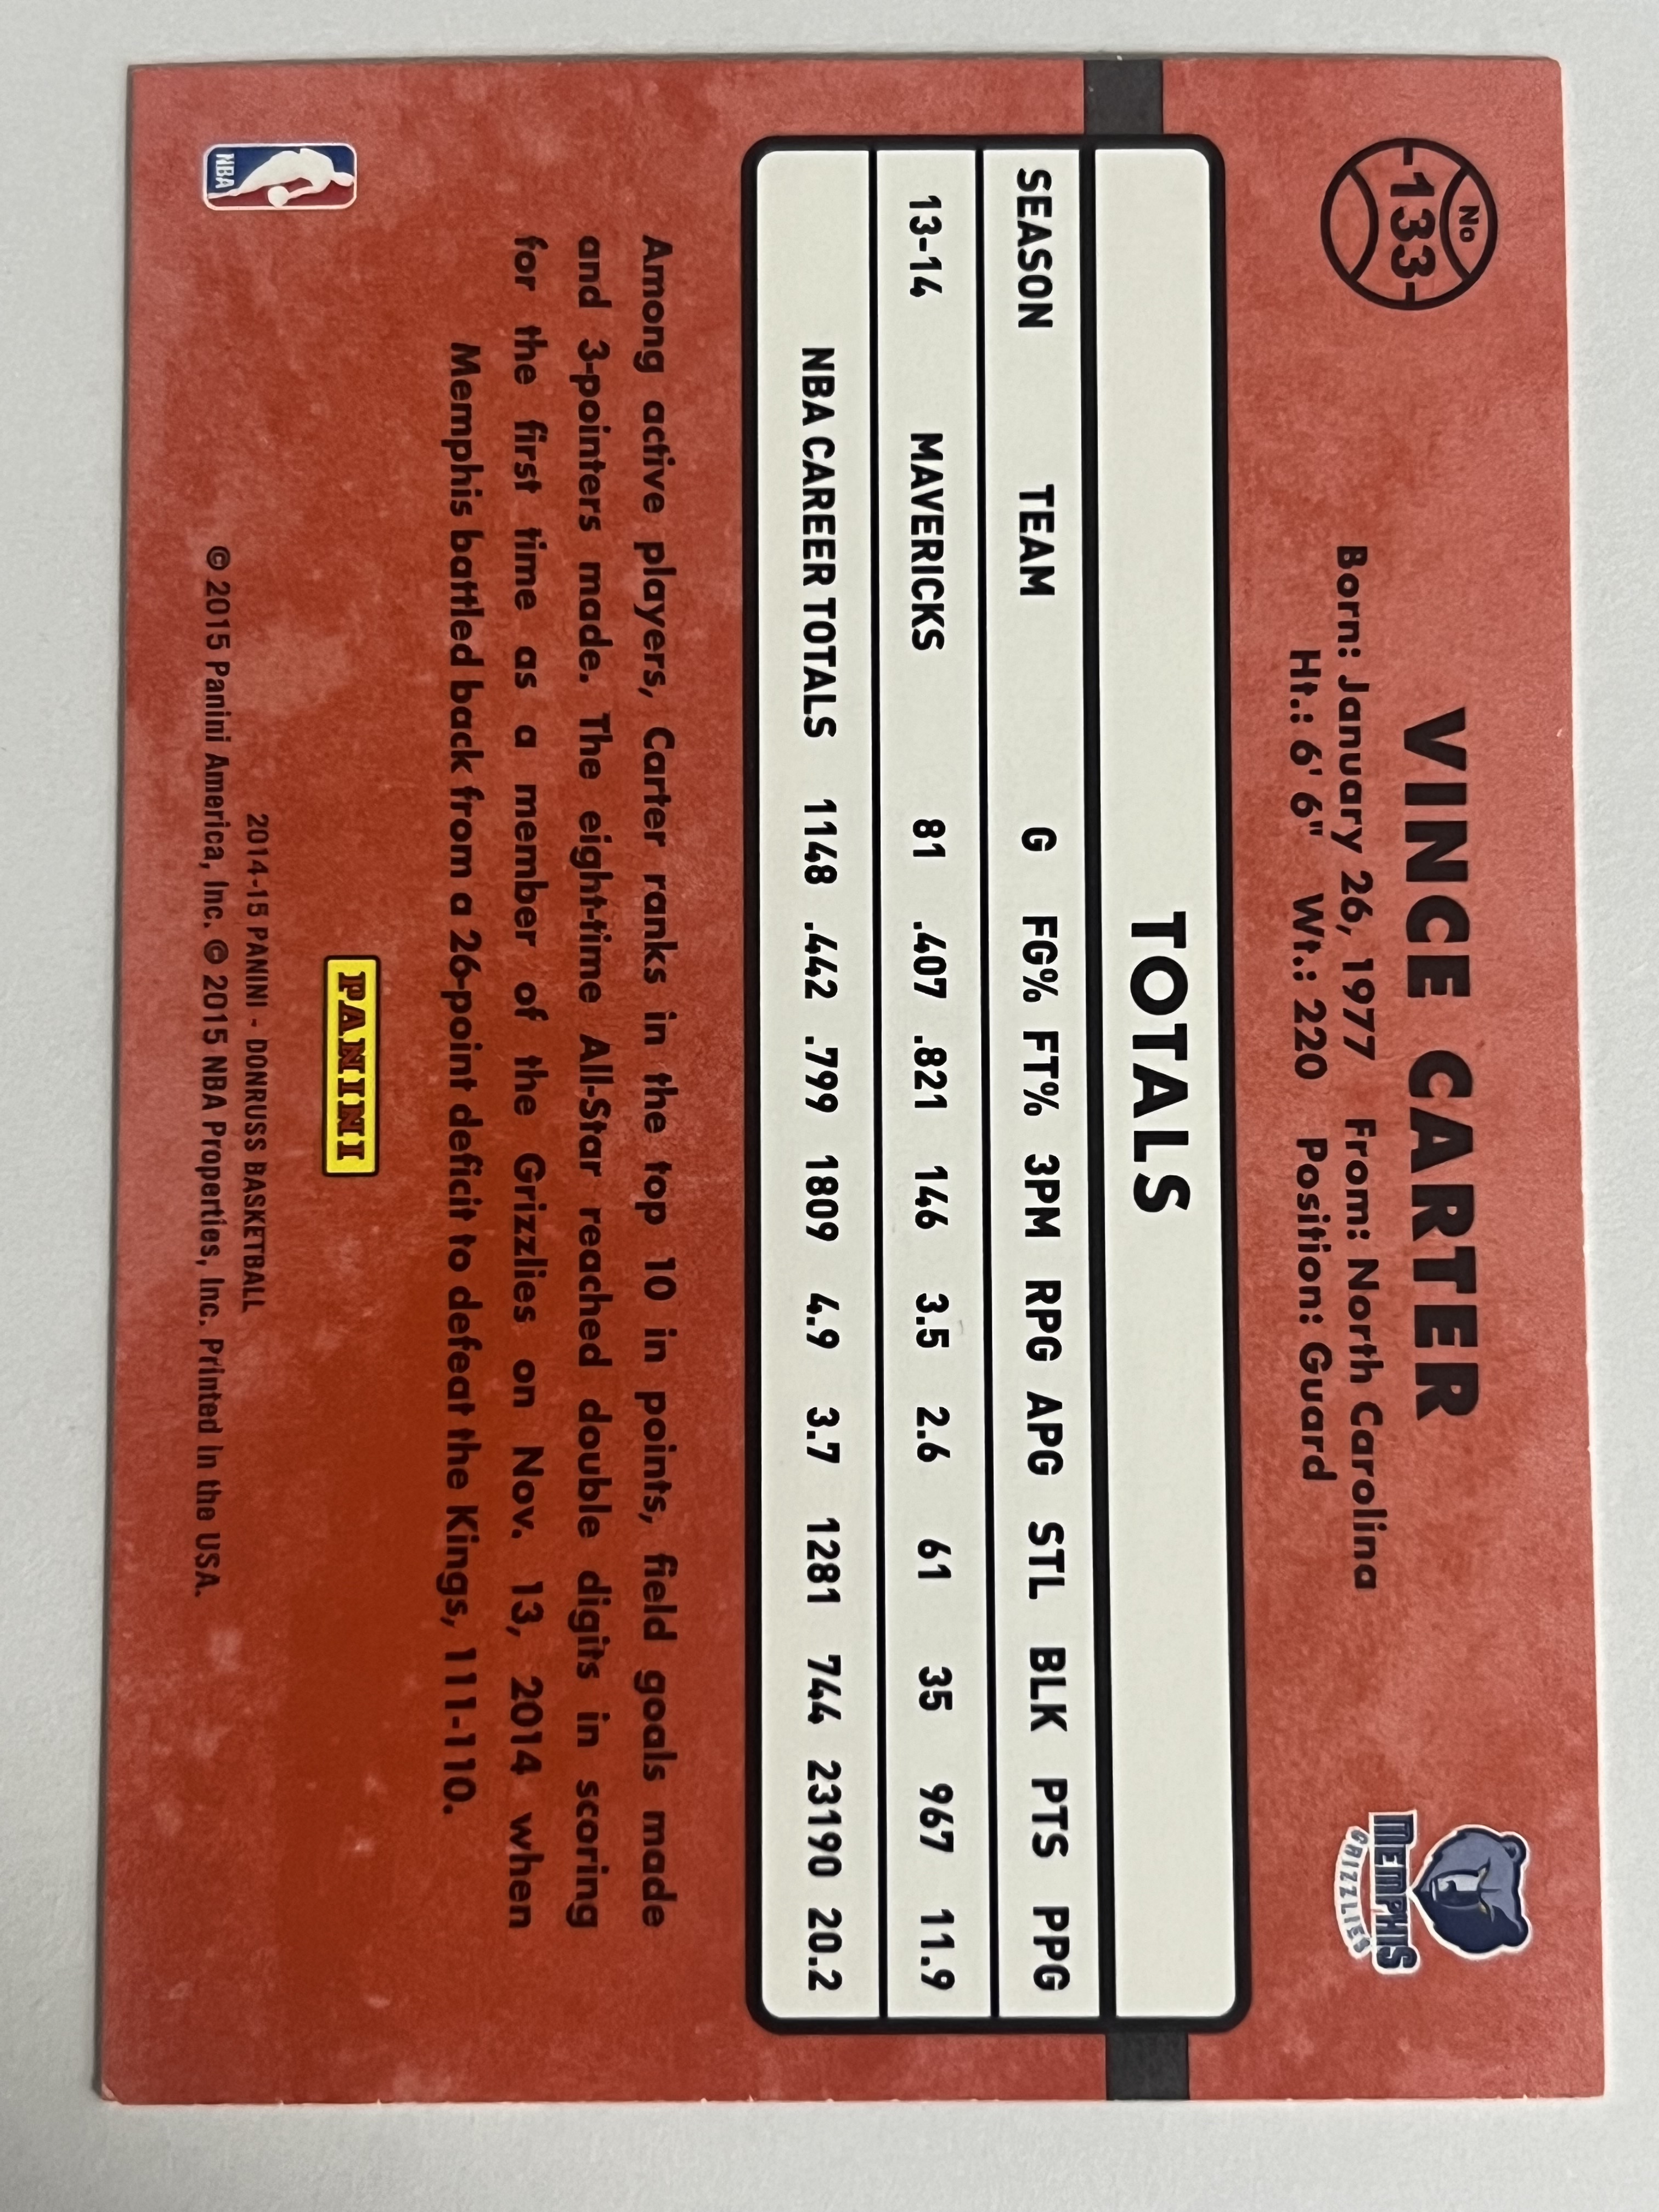 No
133
VINCE CARTER
Born: January 26, 1977 From: North Carolina
Ht.: 6' 6" Wt.: 220 Position: Guard
MEMPHIS
GRIZZLIES
TOTALS
SEASON TEAM G FG% FT% 3PM RPG APG STL BLK PTS PPG
13-14 MAVERICKS 81 .407 .821 146 3.5 2.6 61 35 967 11.9
NBA CAREER TOTALS 1148 .442 .799 1809 4.9 3.7 1281 744 23190 20.2
Among active players, Carter ranks in the top 10 in points, field goals made
and 3-pointers made. The eight-time All-Star reached double digits in scoring
for the first time as a member of the Grizzlies on Nov. 13, 2014 when
Memphis battled back from a 26-point deficit to defeat the Kings, 111-110.
PANINI
NBA
2014-15 PANINI - DONRUSS BASKETBALL
© 2015 Panini America, Inc. © 2015 NBA Properties, Inc. Printed in the USA.